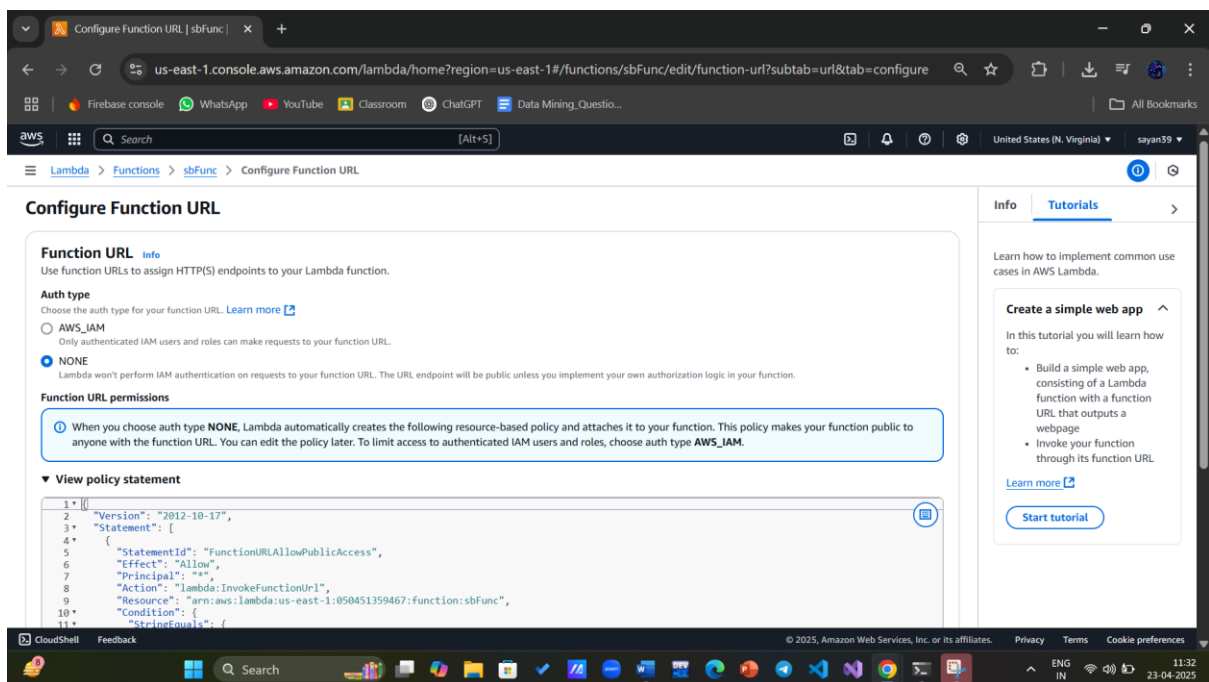 Configure Function URL | sbFunc |
us-east-1.console.aws.amazon.com/lambda/home?region=us-east-1#/functions/sbFunc/edit/function-url?subtab=url&tab=configure
Firebase console WhatsApp YouTube Classroom ChatGPT Data Mining_Questio... All Bookmarks
aws Search [Alt+S] United States (N. Virginia) sayan39
Lambda > Functions > sbFunc > Configure Function URL
Configure Function URL
Info Tutorials
Function URL Info
Use function URLs to assign HTTP(S) endpoints to your Lambda function.
Auth type
Choose the auth type for your function URL. Learn more
AWS_IAM
Only authenticated IAM users and roles can make requests to your function URL.
NONE
Lambda won't perform IAM authentication on requests to your function URL. The URL endpoint will be public unless you implement your own authorization logic in your function.
Function URL permissions
When you choose auth type NONE, Lambda automatically creates the following resource-based policy and attaches it to your function. This policy makes your function public to
anyone with the function URL. You can edit the policy later. To limit access to authenticated IAM users and roles, choose auth type AWS_IAM.
View policy statement
1 {
2 "Version": "2012-10-17",
3 "Statement": [
4 {
5 "StatementId": "FunctionURLAllowPublicAccess",
6 "Effect": "Allow",
7 "Principal": "*",
8 "Action": "lambda:InvokeFunctionUrl",
9 "Resource": "arn:aws:lambda:us-east-1:050451359467:function:sbFunc",
10 "Condition": {
11 "StringEquals": {
Learn how to implement common use
cases in AWS Lambda.
Create a simple web app
In this tutorial you will learn how
to:
• Build a simple web app,
consisting of a Lambda
function with a function
URL that outputs a
webpage
• Invoke your function
through its function URL
Learn more
Start tutorial
CloudShell Feedback © 2025, Amazon Web Services, Inc. or its affiliates. Privacy Terms Cookie preferences
8
Search
ENG
IN
11:32
23-04-2025